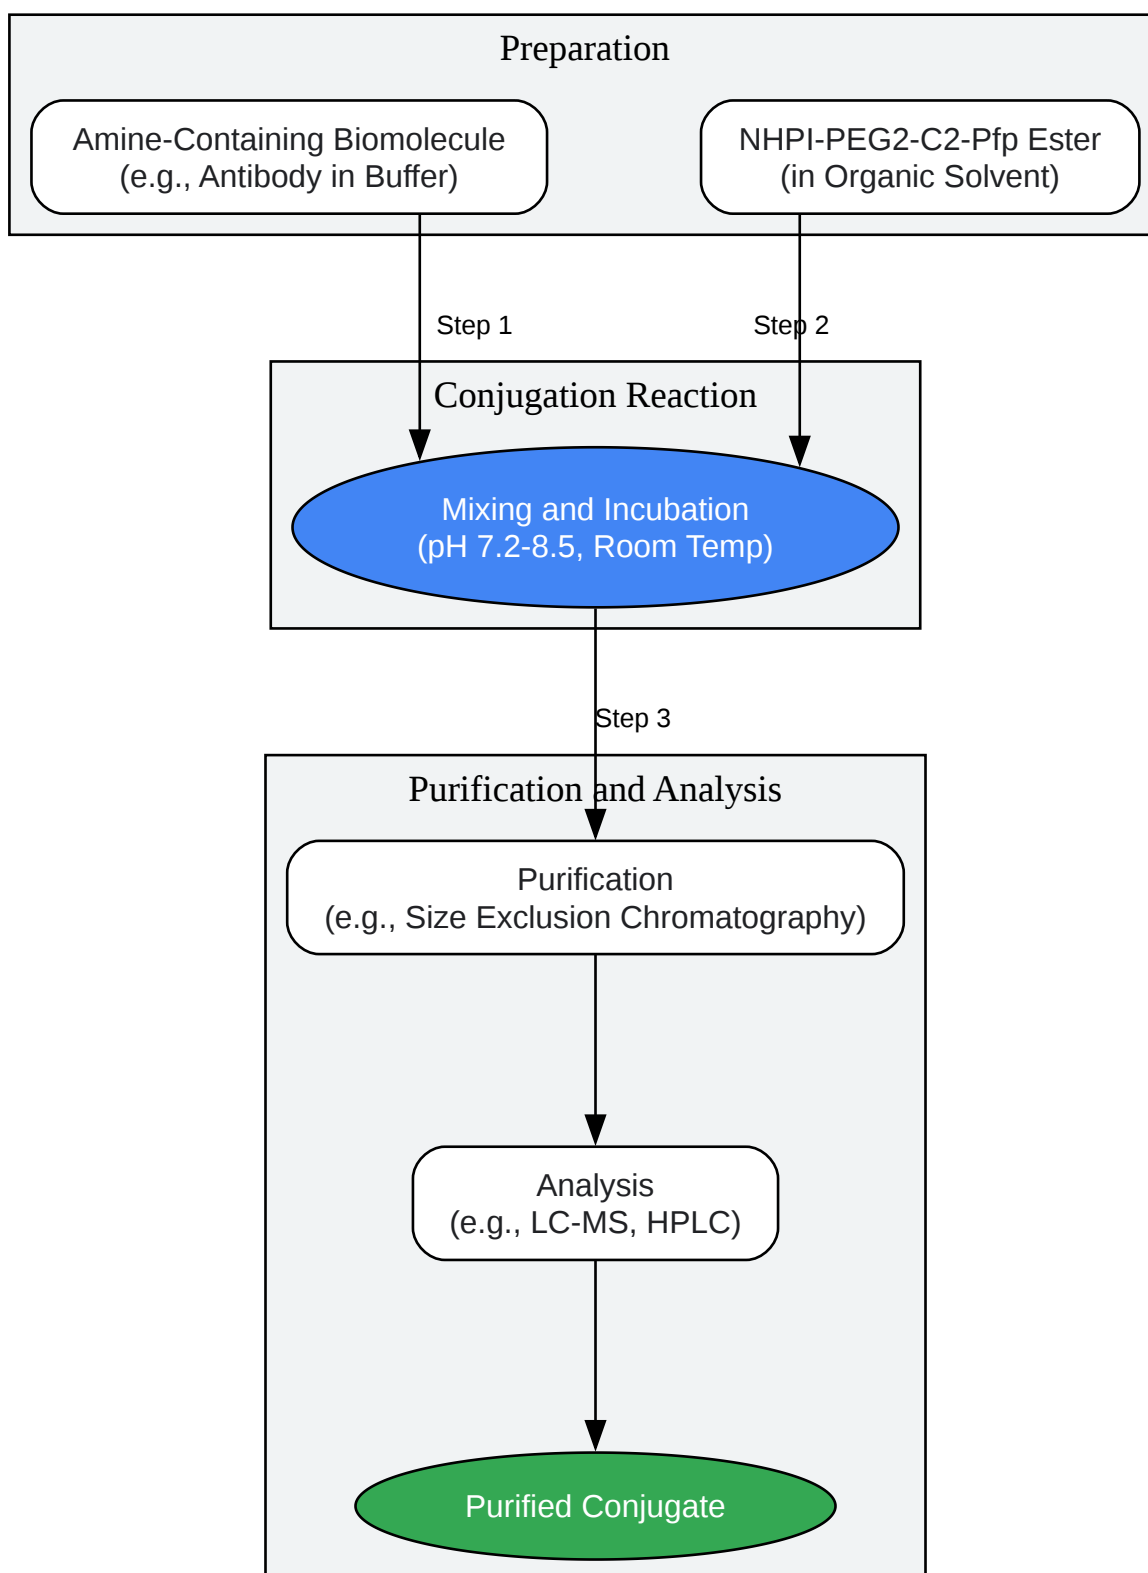 Preparation
Amine-Containing Biomolecule
(e.g., Antibody in Buffer)
NHPI-PEG2-C2-Pfp Ester
(in Organic Solvent)
Step 1
Step 2
Conjugation Reaction
Mixing and Incubation
(pH 7.2-8.5, Room Temp)
Step 3
Purification and Analysis
Purification
(e.g., Size Exclusion Chromatography)
Analysis
(e.g., LC-MS, HPLC)
Purified Conjugate